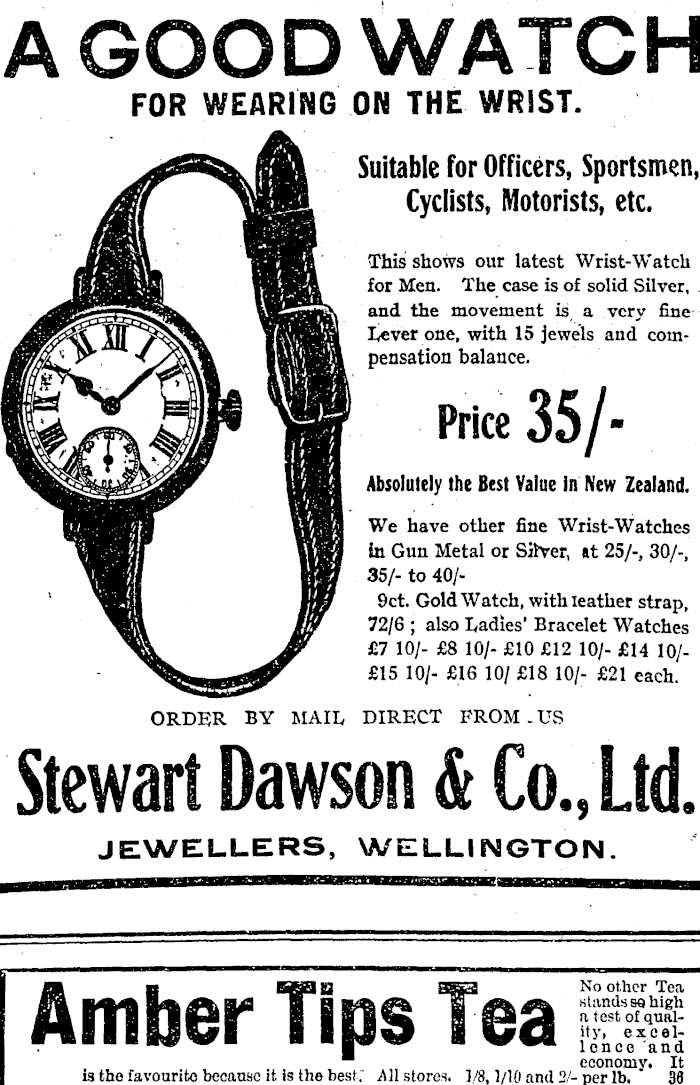 A GOOD WATCH
FOR WEARING ON THE WRIST.
Suitable for Officers, Sportsmen,
Cyclists, Motorists, etc.
This shows our latest Wrist-Watch
for Men. The case is of solid Silver,
and the movement is a very fine
Lever one, with 15 jewels and com-
pensation balance.
Price 35/-
Absolutely the Best Value in New Zealand.
We have other fine Wrist-Watches
in Gun Metal or Silver, at 25/-, 30/-,
35/- to 40/-
9ct. Gold Watch, with leather strap,
72/6 ; also Ladies' Bracelet Watches
£7 10/- £8 10/- £10 £12 10/- £14 10/-
£15 10/- £16 10/ £18 10/- £21 each.
XII I XI
ORDER BY MAIL DIRECT FROM US
Stewart Dawson & Co., Ltd.
JEWELLERS, WELLINGTON.
Amber Tips Tea
No other Tea
stands so high
a test of qual-
ity, excel-
lence and
economy. It
is the favourite because it is the best. All stores. 1/8, 1/10 and 2/- per lb. 36